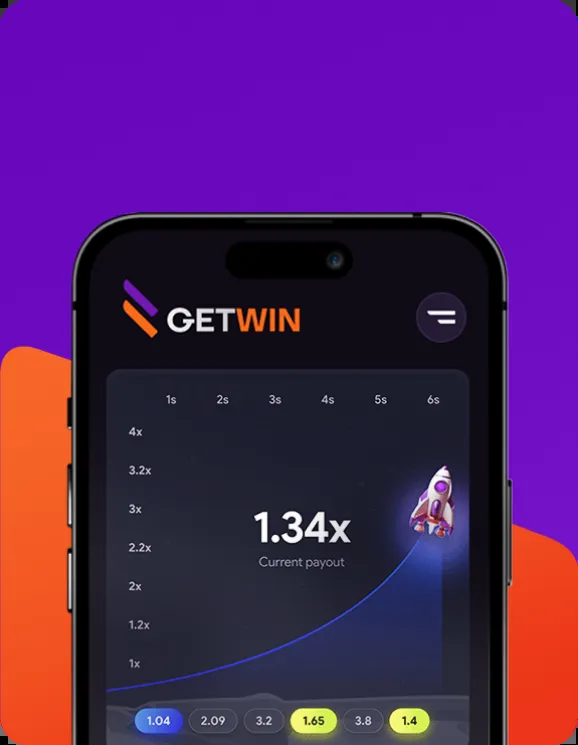 GETWIN
1s 2s 3s 4s 5s 6s
4x
3.2x
3x
1.34x
2.2x
Current payout
2x
1.2x
1x
1.04 2.09 3.2 1.65 3.8 1.4